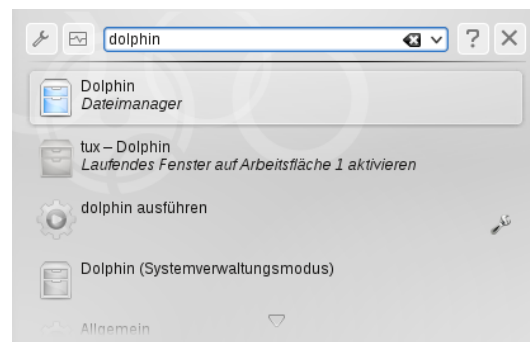 dolphin
Dolphin
Dateimanager
tux – Dolphin
Laufendes Fenster auf Arbeitsfläche 1 aktivieren
dolphin ausführen
Dolphin (Systemverwaltungsmodus)
Allgemein